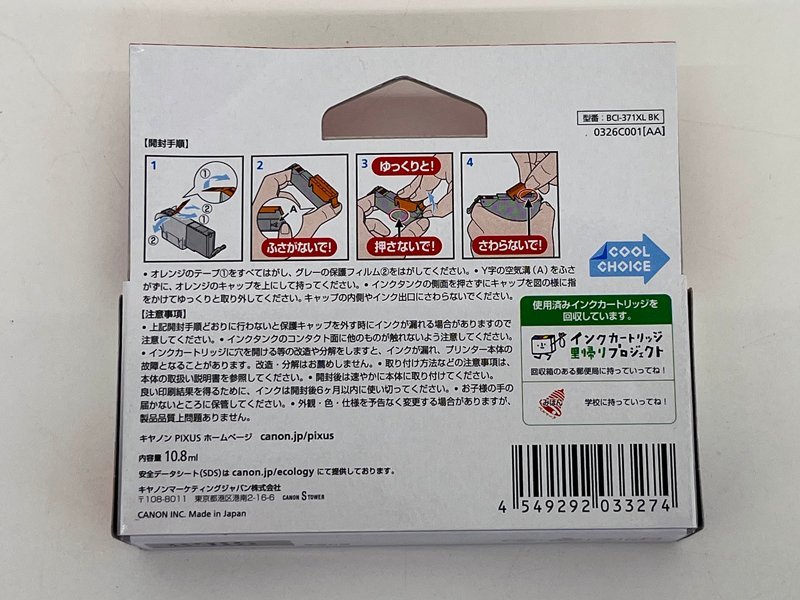 型番：BCI-371XL BK
0326C001[AA]
【開封手順】
1
①
②
①
②
2
A
ふさがないで!
3
ゆっくりと!
押さないで!
4
さわらないで!
COOL
CHOICE
・オレンジのテープ①をすべてはがし、グレーの保護フィルム②をはがしてください。・Y字の空気溝(A)をふさ
がずに、オレンジのキャップを上にして持ってください。・インクタンクの側面を押さずにキャップを図の様に指
をかけてゆっくりと取り外してください。キャップの内側やインク出口にさわらないでください。
【注意事項】
・上記開封手順どおりに行わないと保護キャップを外す時にインクが漏れる場合がありますので
注意してください。・インクタンクのコンタクト面に他のものが触れないよう注意してください。
・インクカートリッジに穴を開ける等の改造や分解をしますと、インクが漏れ、プリンター本体の
故障となることがあります。改造・分解はお薦めしません。・取り付け方法などの注意事項は、
本体の取扱い説明書を参照してください。・開封後は速やかに本体に取り付けてください。
良い印刷結果を得るために、インクは開封後6ヶ月以内に使い切ってください。・お子様の手の
届かないところに保管してください。・外観・色・仕様を予告なく変更する場合がありますが、
製品品質上問題ありません。
使用済みインクカートリッジを
回収しています。
インクカートリッジ
里帰りプロジェクト
回収箱のある郵便局に持っていってね!
学校に持っていってね!
キヤノン PIXUS ホームページ canon.jp/pixus
内容量 10.8ml
安全データシート(SDS)は canon.jp/ecology にて提供しております。
キヤノンマーケティングジャパン株式会社
〒108-8011 東京都港区港南2-16-6 CANON S TOWER
CANON INC. Made in Japan
4 549292 033274